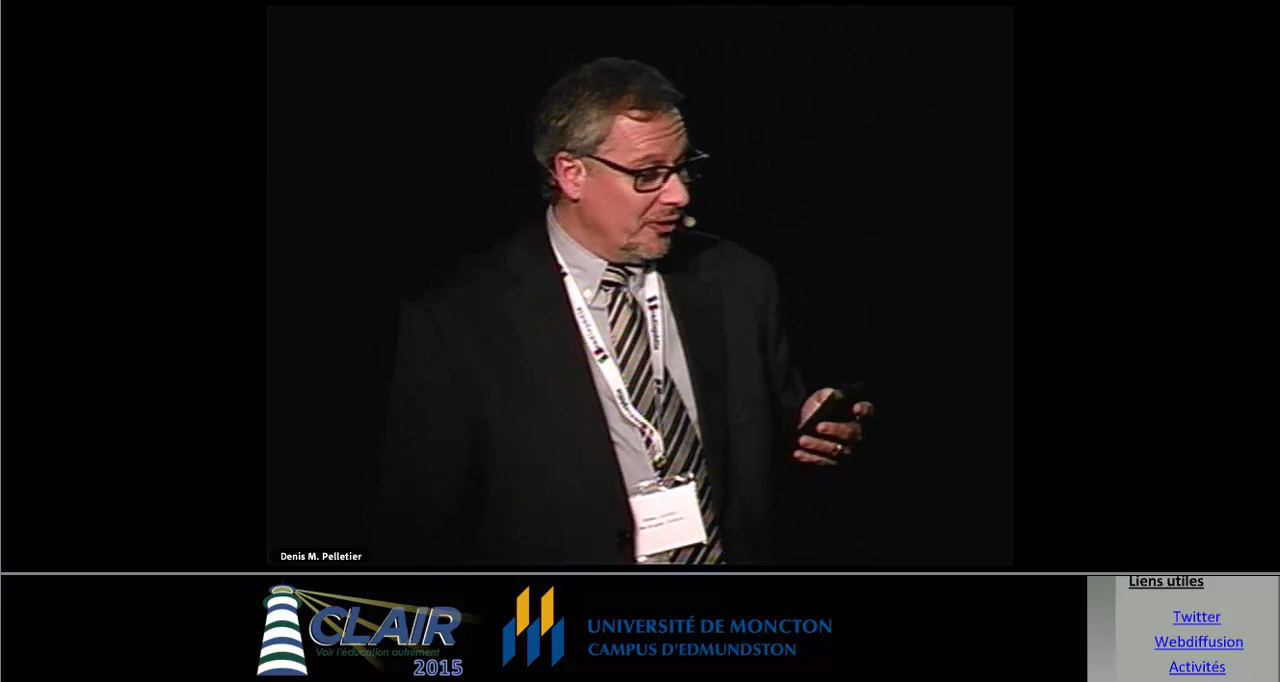 Denis M. Pelletier
CLAIR
Voir l'éducation autrement
2015
UNIVERSITÉ DE MONCTON
CAMPUS D'EDMUNDSTON
Liens utiles
Twitter
Webdiffusion
Activités